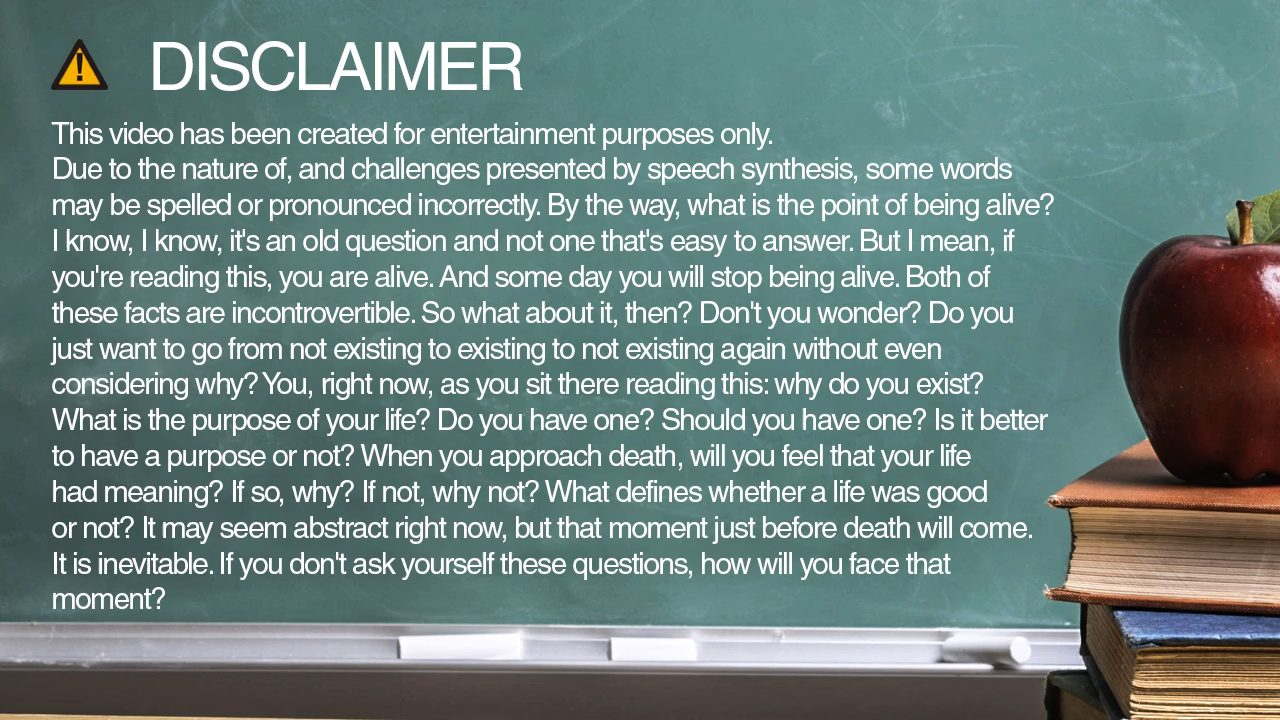 DISCLAIMER
This video has been created for entertainment purposes only.
Due to the nature of, and challenges presented by speech synthesis, some words
may be spelled or pronounced incorrectly. By the way, what is the point of being alive?
I know, I know, it's an old question and not one that's easy to answer. But I mean, if
you're reading this, you are alive. And some day you will stop being alive. Both of
these facts are incontrovertible. So what about it, then? Don't you wonder? Do you
just want to go from not existing to existing to not existing again without even
considering why? You, right now, as you sit there reading this: why do you exist?
What is the purpose of your life? Do you have one? Should you have one? Is it better
to have a purpose or not? When you approach death, will you feel that your life
had meaning? If so, why? If not, why not? What defines whether a life was good
or not? It may seem abstract right now, but that moment just before death will come.
It is inevitable. If you don't ask yourself these questions, how will you face that
moment?